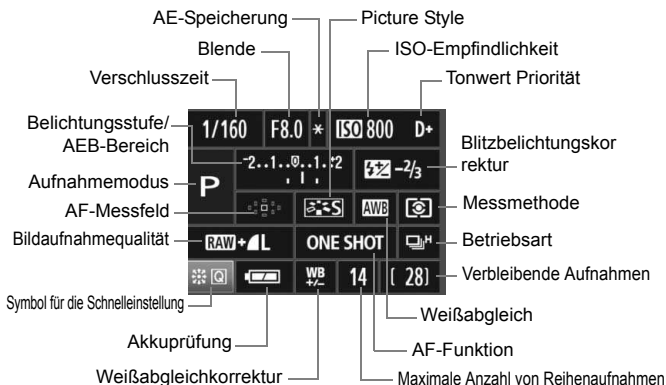 AE-Speicherung
Picture Style
Blende
ISO-Empfindlichkeit
Verschlusszeit
Tonwert Priorität
1/160 F8.0 * ISO 800 D+
Belichtungsstufe/
AEB-Bereich
-2..1..0..1..+2
-2/3
Blitzbelichtungskor
rektur
Aufnahmemodus
P
AF-Messfeld
S
AWB
Messmethode
Bildaufnahmequalität
RAW+L ONE SHOT H
Betriebsart
Q WB +/- 14 [ 28]
Verbleibende Aufnahmen
Symbol für die Schnelleinstellung
Weißabgleich
Akkuprüfung
AF-Funktion
Weißabgleichkorrektur
Maximale Anzahl von Reihenaufnahmen